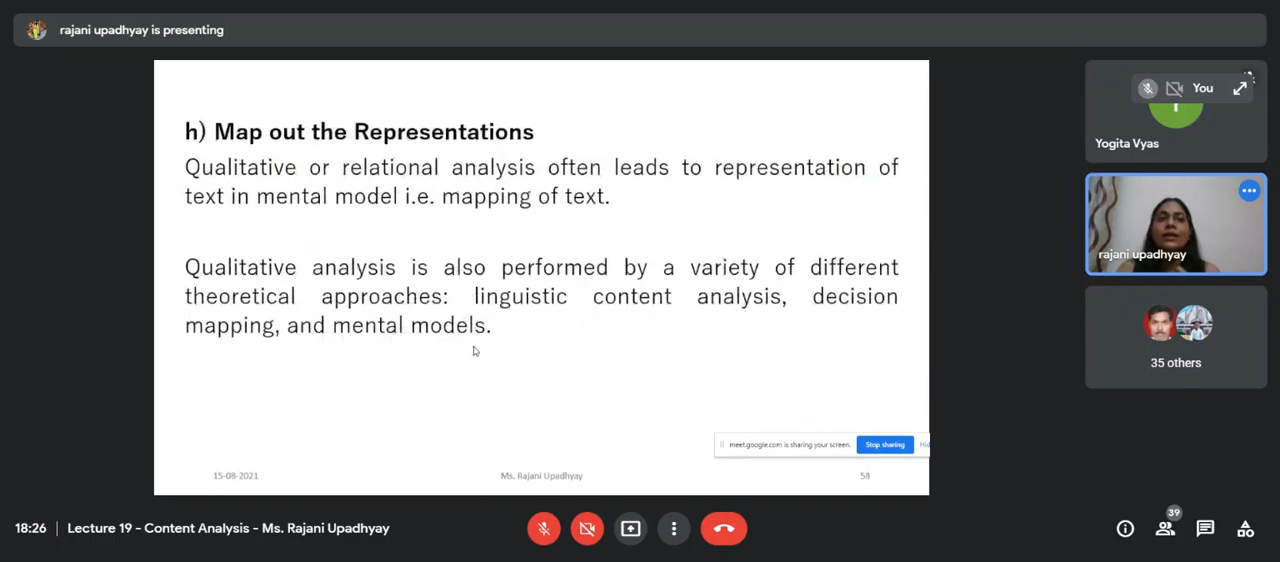 rajani upadhyay is presenting
h) Map out the Representations
Qualitative or relational analysis often leads to representation of
text in mental model i.e. mapping of text.
Qualitative analysis is also performed by a variety of different
theoretical approaches: linguistic content analysis, decision
mapping, and mental models.
meet.google.com is sharing your screen. Stop sharing
15-08-2021 Ms. Rajani Upadhyay
You
Yogita Vyas
rajani upadhyay
35 others
18:26 Lecture 19 - Content Analysis - Ms. Rajani Upadhyay
39